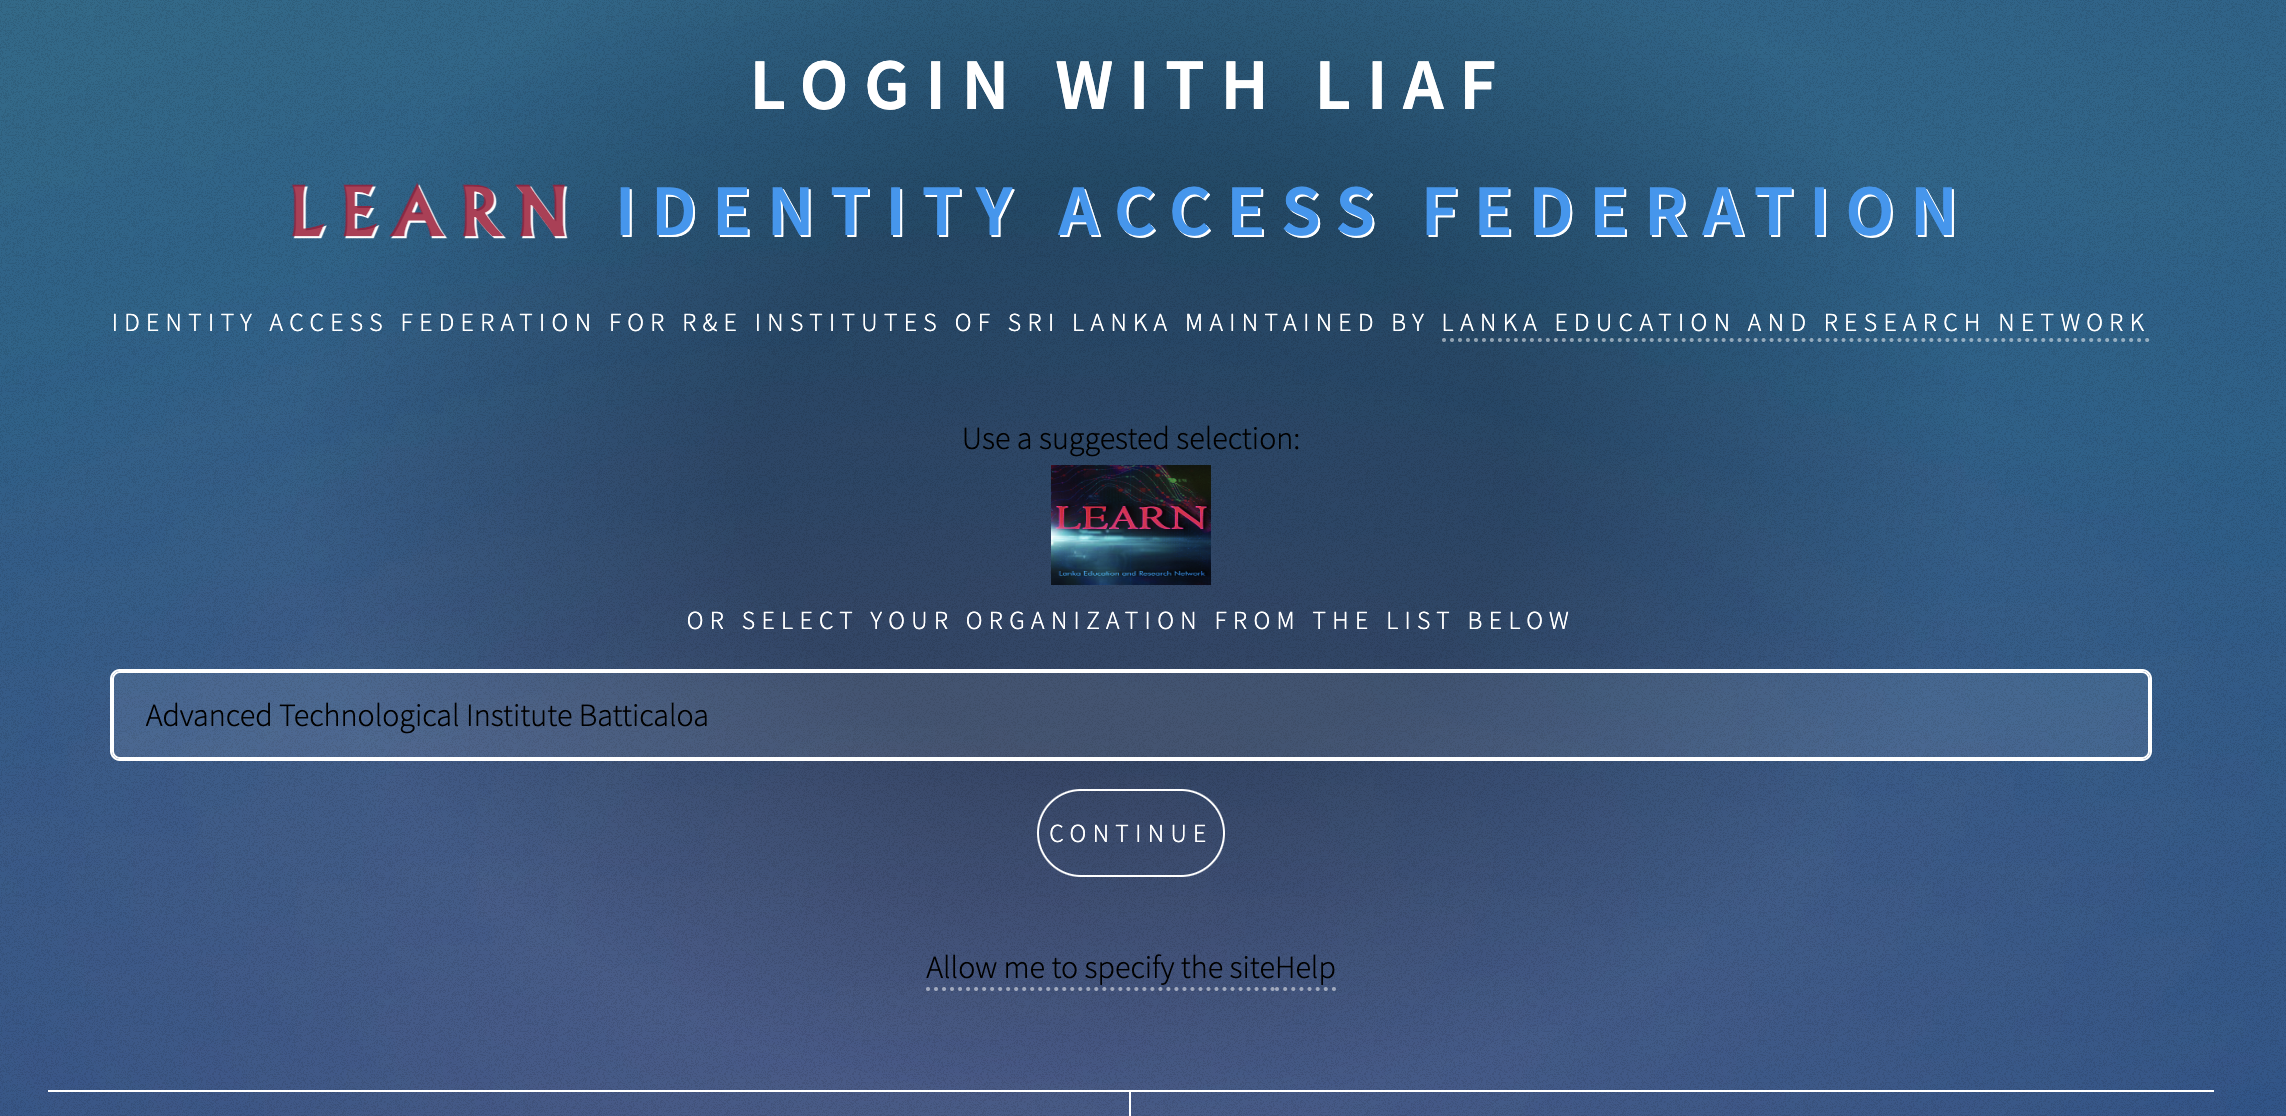 LOGIN WITH LIAF
LEARN IDENTITY ACCESS FEDERATION
IDENTITY ACCESS FEDERATION FOR R&E INSTITUTES OF SRI LANKA MAINTAINED BY LANKA EDUCATION AND RESEARCH NETWORK
Use a suggested selection:
LEARN
Lanka Education and Research Network
OR SELECT YOUR ORGANIZATION FROM THE LIST BELOW
Advanced Technological Institute Batticaloa
CONTINUE
Allow me to specify the siteHelp